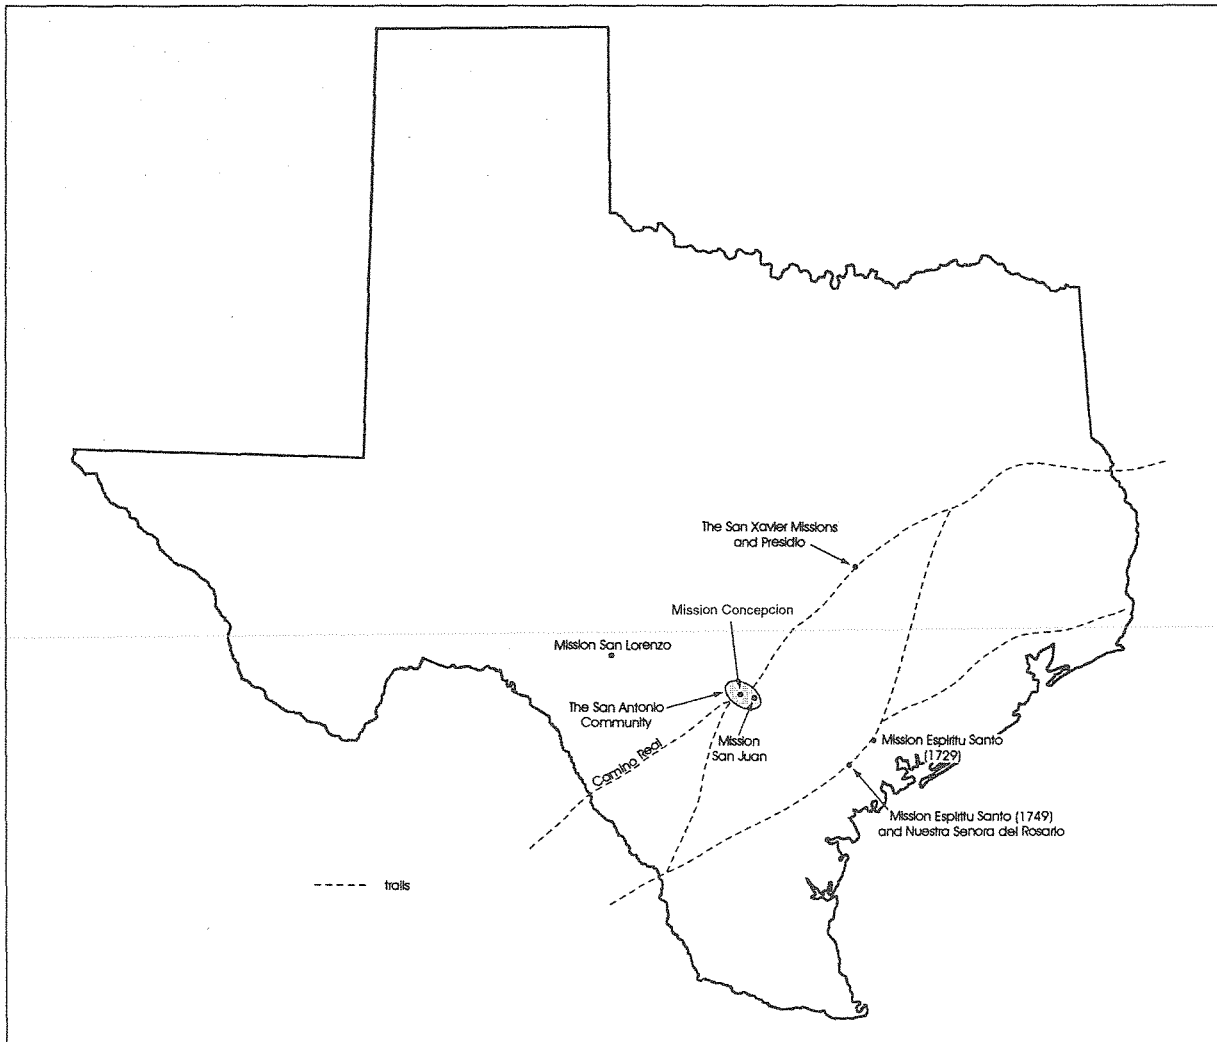 The San Xavier Missions
and Presidio
Mission Concepcion
Mission San Lorenzo
The San Antonio
Community
Mission
San Juan
Camino Real
Mission Espiritu Santo
(1729)
Mission Espiritu Santo (1749)
and Nuestra Senora del Rosario
trails